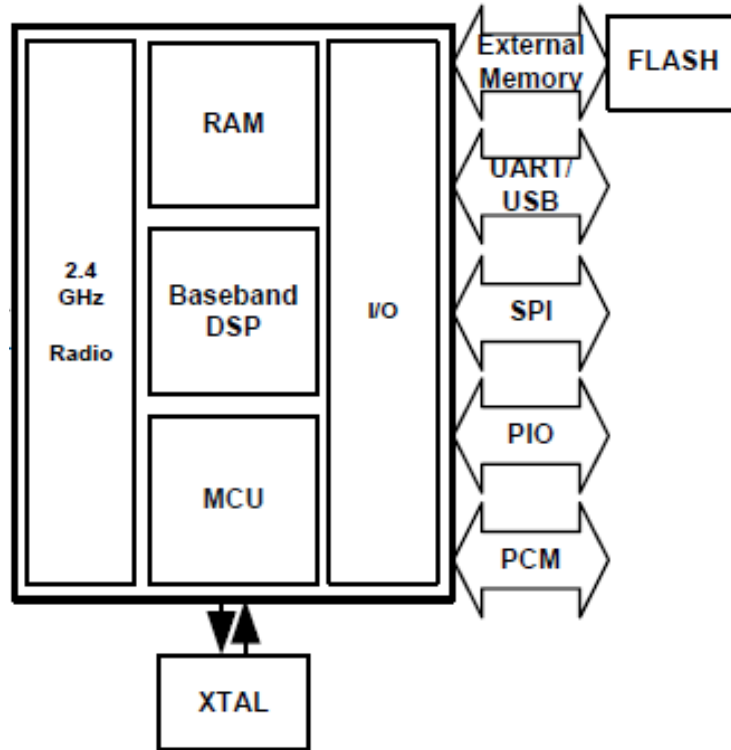 2.4
GHz
Radio
RAM
Baseband
DSP
MCU
I/O
External
Memory
FLASH
UART/
USB
SPI
PIO
PCM
XTAL